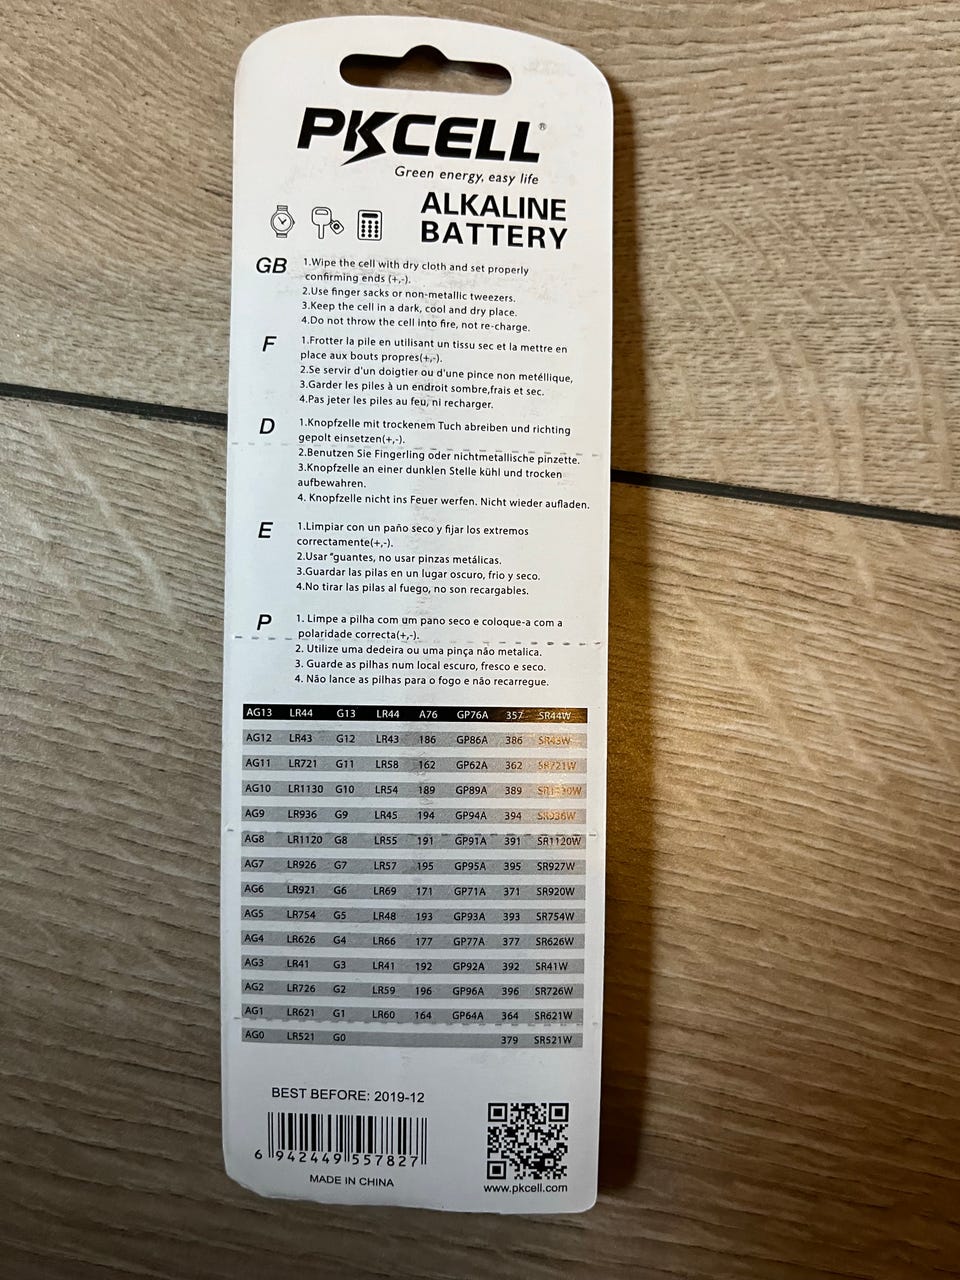 PKCELL®
Green energy, easy life
ALKALINE
BATTERY
GB 1.Wipe the cell with dry cloth and set properly
confirming ends (+,-).
2.Use finger sacks or non-metallic tweezers.
3.Keep the cell in a dark, cool and dry place.
4.Do not throw the cell into fire, not re-charge.
F 1.Frotter la pile en utilisant un tissu sec et la mettre en
place aux bouts propres(+,-).
2.Se servir d'un doigtier ou d'une pince non metéllique,
3.Garder les piles à un endroit sombre,frais et sec.
4.Pas jeter les piles au feu, ni recharger.
D 1.Knopfzelle mit trockenem Tuch abreiben und richting
gepolt einsetzen(+,-).
2.Benutzen Sie Fingerling oder nichtmetallische pinzette.
3.Knopfzelle an einer dunklen Stelle kühl und trocken
aufbewahren.
4. Knopfzelle nicht ins Feuer werfen. Nicht wieder aufladen.
E 1.Limpiar con un paño seco y fijar los extremos
correctamente(+,-).
2.Usar "guantes, no usar pinzas metálicas.
3.Guardar las pilas en un lugar oscuro, frio y seco.
4.No tirar las pilas al fuego, no son recargables.
P 1. Limpe a pilha com um pano seco e coloque-a com a
polaridade correcta(+,-).
2. Utilize uma dedeira ou uma pinça não metalica.
3. Guarde as pilhas num local escuro, fresco e seco.
4. Não lance as pilhas para o fogo e não recarregue.
AG13 LR44 G13 LR44 A76 GP76A 357 SR44W
AG12 LR43 G12 LR43 186 GP86A 386 SR43W
AG11 LR721 G11 LR58 162 GP62A 362 SR721W
AG10 LR1130 G10 LR54 189 GP89A 389 SR1130W
AG9 LR936 G9 LR45 194 GP94A 394 SR936W
AG8 LR1120 G8 LR55 191 GP91A 391 SR1120W
AG7 LR926 G7 LR57 195 GP95A 395 SR927W
AG6 LR921 G6 LR69 171 GP71A 371 SR920W
AG5 LR754 G5 LR48 193 GP93A 393 SR754W
AG4 LR626 G4 LR66 177 GP77A 377 SR626W
AG3 LR41 G3 LR41 192 GP92A 392 SR41W
AG2 LR726 G2 LR59 196 GP96A 396 SR726W
AG1 LR621 G1 LR60 164 GP64A 364 SR621W
AG0 LR521 G0 379 SR521W
BEST BEFORE: 2019-12
6 942449 557827
MADE IN CHINA
www.pkcell.com